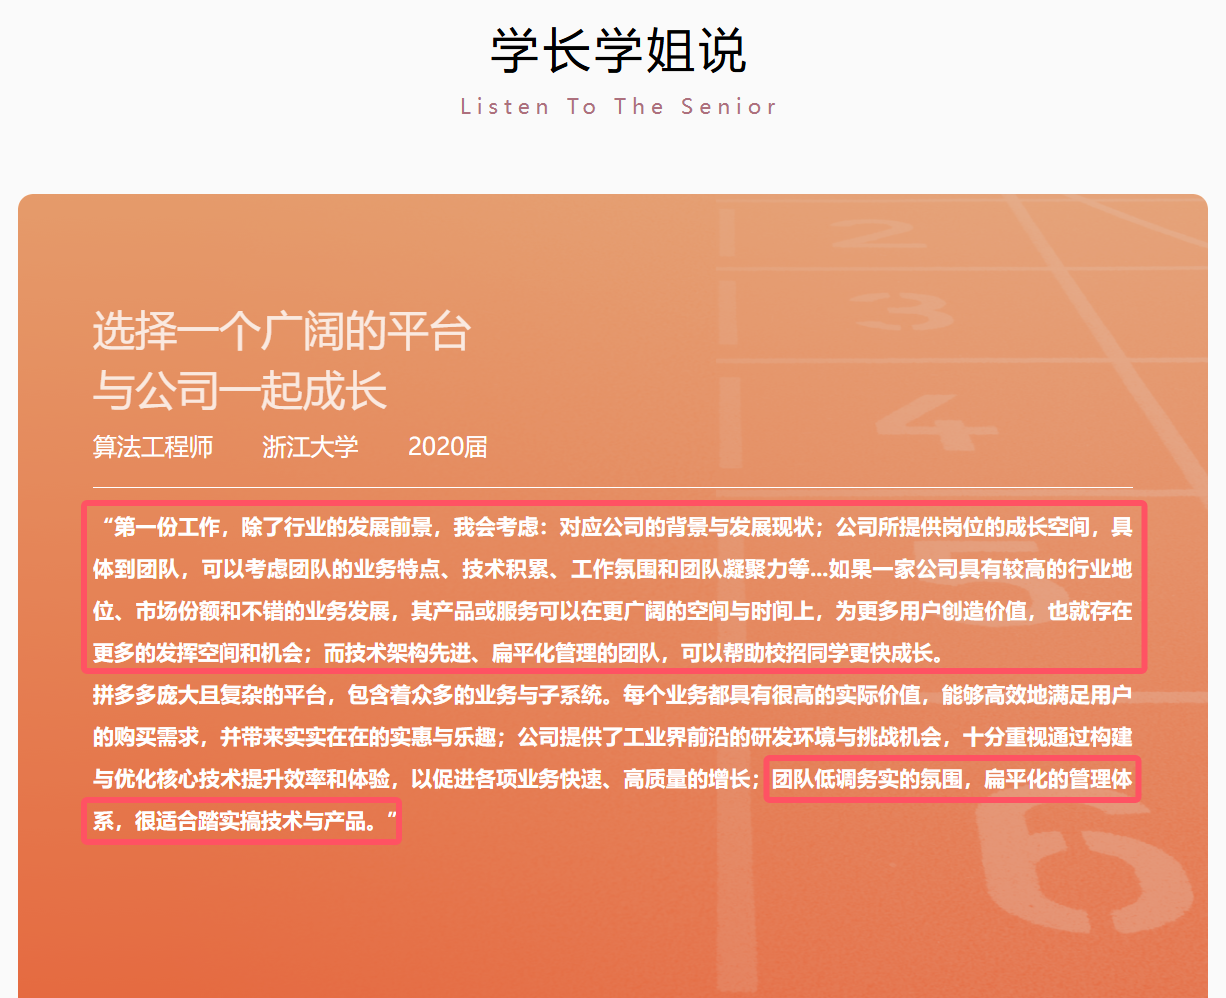 学长学姐说
Listen To The Senior
2
3
4
5
6
选择一个广阔的平台
与公司一起成长
算法工程师 浙江大学 2020届
“第一份工作，除了行业的发展前景，我会考虑：对应公司的背景与发展现状；公司所提供岗位的成长空间，具
体到团队，可以考虑团队的业务特点、技术积累、工作氛围和团队凝聚力等...如果一家公司具有较高的行业地
位、市场份额和不错的业务发展，其产品或服务可以在更广阔的空间与时间上，为更多用户创造价值，也就存在
更多的发挥空间和机会；而技术架构先进、扁平化管理的团队，可以帮助校招同学更快成长。
拼多多庞大且复杂的平台，包含着众多的业务与子系统。每个业务都具有很高的实际价值，能够高效地满足用户
的购买需求，并带来实实在在的实惠与乐趣；公司提供了工业界前沿的研发环境与挑战机会，十分重视通过构建
与优化核心技术提升效率和体验，以促进各项业务快速、高质量的增长；团队低调务实的氛围，扁平化的管理体
系，很适合踏实搞技术与产品。”